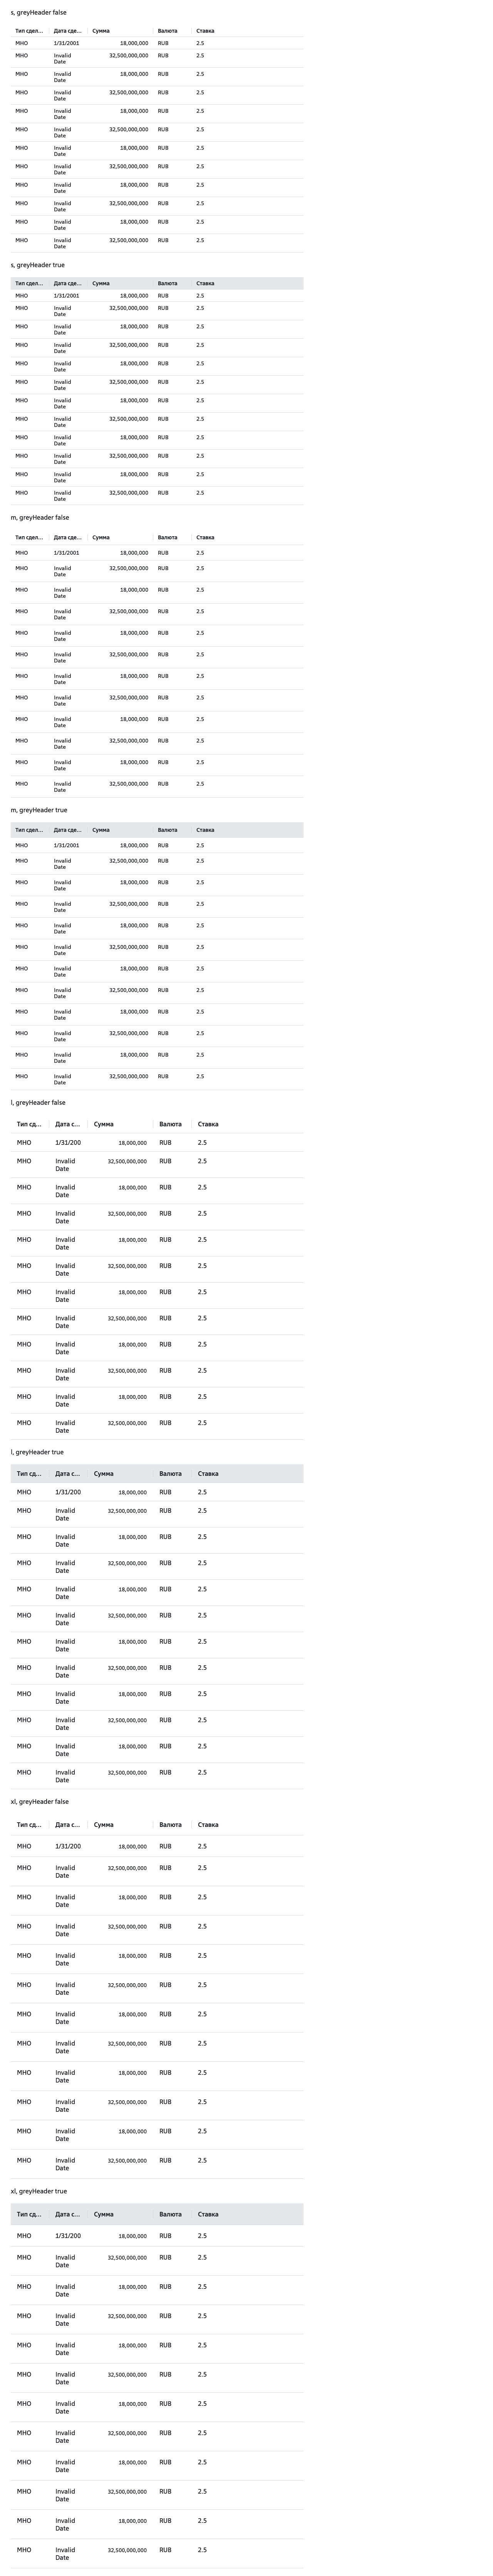 s, greyHeader false
Тип сдел... Дата сде... Сумма Валюта Ставка
МНО 1/31/2001 18,000,000 RUB 2.5
МНО Invalid 32,500,000,000 RUB 2.5
Date
МНО Invalid 18,000,000 RUB 2.5
Date
МНО Invalid 32,500,000,000 RUB 2.5
Date
МНО Invalid 18,000,000 RUB 2.5
Date
МНО Invalid 32,500,000,000 RUB 2.5
Date
МНО Invalid 18,000,000 RUB 2.5
Date
МНО Invalid 32,500,000,000 RUB 2.5
Date
МНО Invalid 18,000,000 RUB 2.5
Date
МНО Invalid 32,500,000,000 RUB 2.5
Date
МНО Invalid 18,000,000 RUB 2.5
Date
МНО Invalid 32,500,000,000 RUB 2.5
Date
s, greyHeader true
Тип сдел... Дата сде... Сумма Валюта Ставка
МНО 1/31/2001 18,000,000 RUB 2.5
МНО Invalid 32,500,000,000 RUB 2.5
Date
МНО Invalid 18,000,000 RUB 2.5
Date
МНО Invalid 32,500,000,000 RUB 2.5
Date
МНО Invalid 18,000,000 RUB 2.5
Date
МНО Invalid 32,500,000,000 RUB 2.5
Date
МНО Invalid 18,000,000 RUB 2.5
Date
МНО Invalid 32,500,000,000 RUB 2.5
Date
МНО Invalid 18,000,000 RUB 2.5
Date
МНО Invalid 32,500,000,000 RUB 2.5
Date
МНО Invalid 18,000,000 RUB 2.5
Date
МНО Invalid 32,500,000,000 RUB 2.5
Date
m, greyHeader false
Тип сдел... Дата сде... Сумма Валюта Ставка
МНО 1/31/2001 18,000,000 RUB 2.5
МНО Invalid 32,500,000,000 RUB 2.5
Date
МНО Invalid 18,000,000 RUB 2.5
Date
МНО Invalid 32,500,000,000 RUB 2.5
Date
МНО Invalid 18,000,000 RUB 2.5
Date
МНО Invalid 32,500,000,000 RUB 2.5
Date
МНО Invalid 18,000,000 RUB 2.5
Date
МНО Invalid 32,500,000,000 RUB 2.5
Date
МНО Invalid 18,000,000 RUB 2.5
Date
МНО Invalid 32,500,000,000 RUB 2.5
Date
МНО Invalid 18,000,000 RUB 2.5
Date
МНО Invalid 32,500,000,000 RUB 2.5
Date
m, greyHeader true
Тип сдел... Дата сде... Сумма Валюта Ставка
МНО 1/31/2001 18,000,000 RUB 2.5
МНО Invalid 32,500,000,000 RUB 2.5
Date
МНО Invalid 18,000,000 RUB 2.5
Date
МНО Invalid 32,500,000,000 RUB 2.5
Date
МНО Invalid 18,000,000 RUB 2.5
Date
МНО Invalid 32,500,000,000 RUB 2.5
Date
МНО Invalid 18,000,000 RUB 2.5
Date
МНО Invalid 32,500,000,000 RUB 2.5
Date
МНО Invalid 18,000,000 RUB 2.5
Date
МНО Invalid 32,500,000,000 RUB 2.5
Date
МНО Invalid 18,000,000 RUB 2.5
Date
МНО Invalid 32,500,000,000 RUB 2.5
Date
l, greyHeader false
Тип сд... Дата с... Сумма Валюта Ставка
МНО 1/31/200 18,000,000 RUB 2.5
МНО Invalid 32,500,000,000 RUB 2.5
Date
МНО Invalid 18,000,000 RUB 2.5
Date
МНО Invalid 32,500,000,000 RUB 2.5
Date
МНО Invalid 18,000,000 RUB 2.5
Date
МНО Invalid 32,500,000,000 RUB 2.5
Date
МНО Invalid 18,000,000 RUB 2.5
Date
МНО Invalid 32,500,000,000 RUB 2.5
Date
МНО Invalid 18,000,000 RUB 2.5
Date
МНО Invalid 32,500,000,000 RUB 2.5
Date
МНО Invalid 18,000,000 RUB 2.5
Date
МНО Invalid 32,500,000,000 RUB 2.5
Date
l, greyHeader true
Тип сд... Дата с... Сумма Валюта Ставка
МНО 1/31/200 18,000,000 RUB 2.5
МНО Invalid 32,500,000,000 RUB 2.5
Date
МНО Invalid 18,000,000 RUB 2.5
Date
МНО Invalid 32,500,000,000 RUB 2.5
Date
МНО Invalid 18,000,000 RUB 2.5
Date
МНО Invalid 32,500,000,000 RUB 2.5
Date
МНО Invalid 18,000,000 RUB 2.5
Date
МНО Invalid 32,500,000,000 RUB 2.5
Date
МНО Invalid 18,000,000 RUB 2.5
Date
МНО Invalid 32,500,000,000 RUB 2.5
Date
МНО Invalid 18,000,000 RUB 2.5
Date
МНО Invalid 32,500,000,000 RUB 2.5
Date
xl, greyHeader false
Тип сд... Дата с... Сумма Валюта Ставка
МНО 1/31/200 18,000,000 RUB 2.5
МНО Invalid 32,500,000,000 RUB 2.5
Date
МНО Invalid 18,000,000 RUB 2.5
Date
МНО Invalid 32,500,000,000 RUB 2.5
Date
МНО Invalid 18,000,000 RUB 2.5
Date
МНО Invalid 32,500,000,000 RUB 2.5
Date
МНО Invalid 18,000,000 RUB 2.5
Date
МНО Invalid 32,500,000,000 RUB 2.5
Date
МНО Invalid 18,000,000 RUB 2.5
Date
МНО Invalid 32,500,000,000 RUB 2.5
Date
МНО Invalid 18,000,000 RUB 2.5
Date
МНО Invalid 32,500,000,000 RUB 2.5
Date
xl, greyHeader true
Тип сд... Дата с... Сумма Валюта Ставка
МНО 1/31/200 18,000,000 RUB 2.5
МНО Invalid 32,500,000,000 RUB 2.5
Date
МНО Invalid 18,000,000 RUB 2.5
Date
МНО Invalid 32,500,000,000 RUB 2.5
Date
МНО Invalid 18,000,000 RUB 2.5
Date
МНО Invalid 32,500,000,000 RUB 2.5
Date
МНО Invalid 18,000,000 RUB 2.5
Date
МНО Invalid 32,500,000,000 RUB 2.5
Date
МНО Invalid 18,000,000 RUB 2.5
Date
МНО Invalid 32,500,000,000 RUB 2.5
Date
МНО Invalid 18,000,000 RUB 2.5
Date
МНО Invalid 32,500,000,000 RUB 2.5
Date